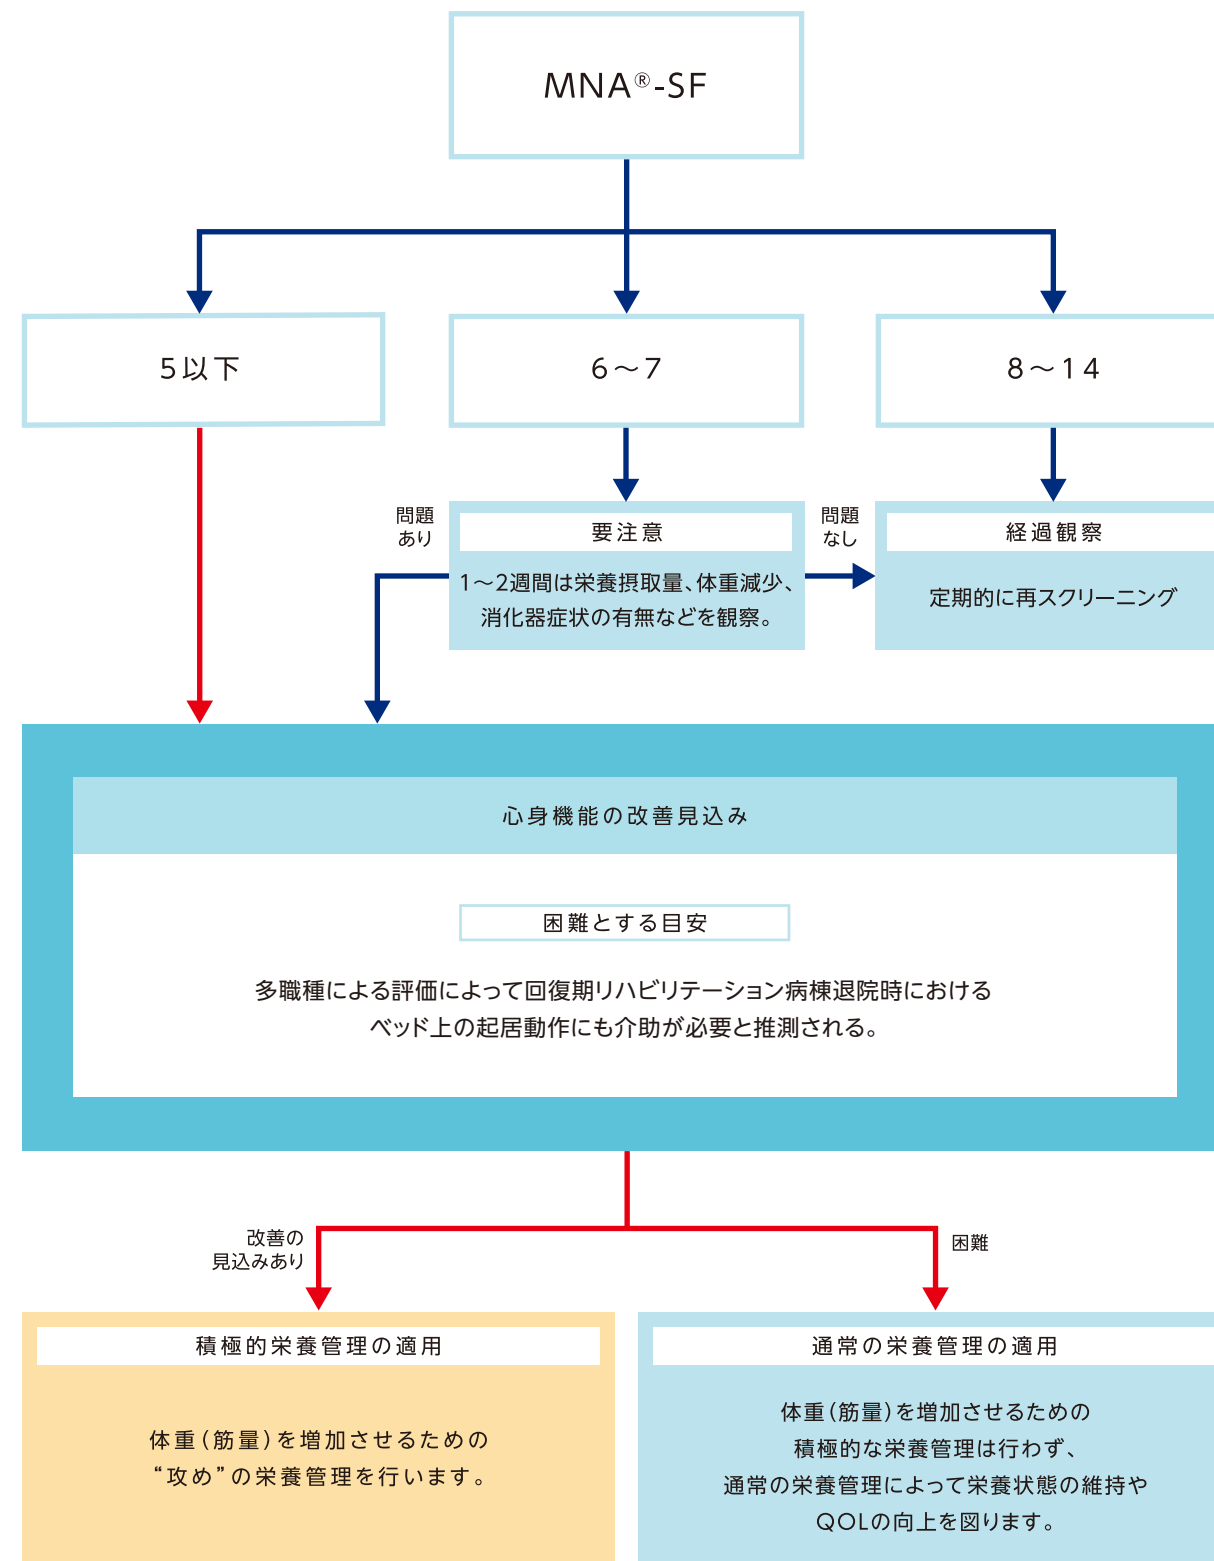 MNA®-SF
5以下
6〜7
8〜14
問題
あり
要注意
1〜2週間は栄養摂取量、体重減少、
消化器症状の有無などを観察。
問題
なし
経過観察
定期的に再スクリーニング
心身機能の改善見込み
困難とする目安
多職種による評価によって回復期リハビリテーション病棟退院時における
ベッド上の起居動作にも介助が必要と推測される。
改善の
見込みあり
困難
積極的栄養管理の適用
体重(筋量)を増加させるための
“攻め”の栄養管理を行います。
通常の栄養管理の適用
体重(筋量)を増加させるための
積極的な栄養管理は行わず、
通常の栄養管理によって栄養状態の維持や
QOLの向上を図ります。